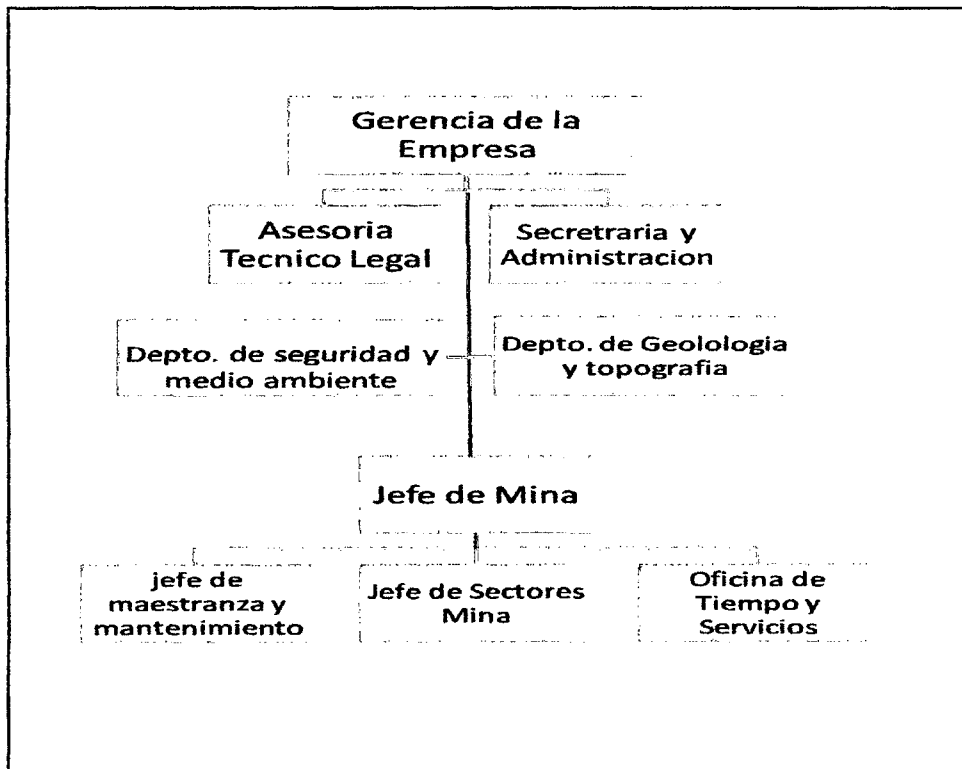 Gerencia de la
Empresa
Asesoria
Tecnico Legal
Secretraria y
Administracion
Depto. de seguridad y
medio ambiente
Depto. de Geolologia
y topografia
Jefe de Mina
jefe de
maestranza y
mantenimiento
Jefe de Sectores
Mina
Oficina de
Tiempo y
Servicios